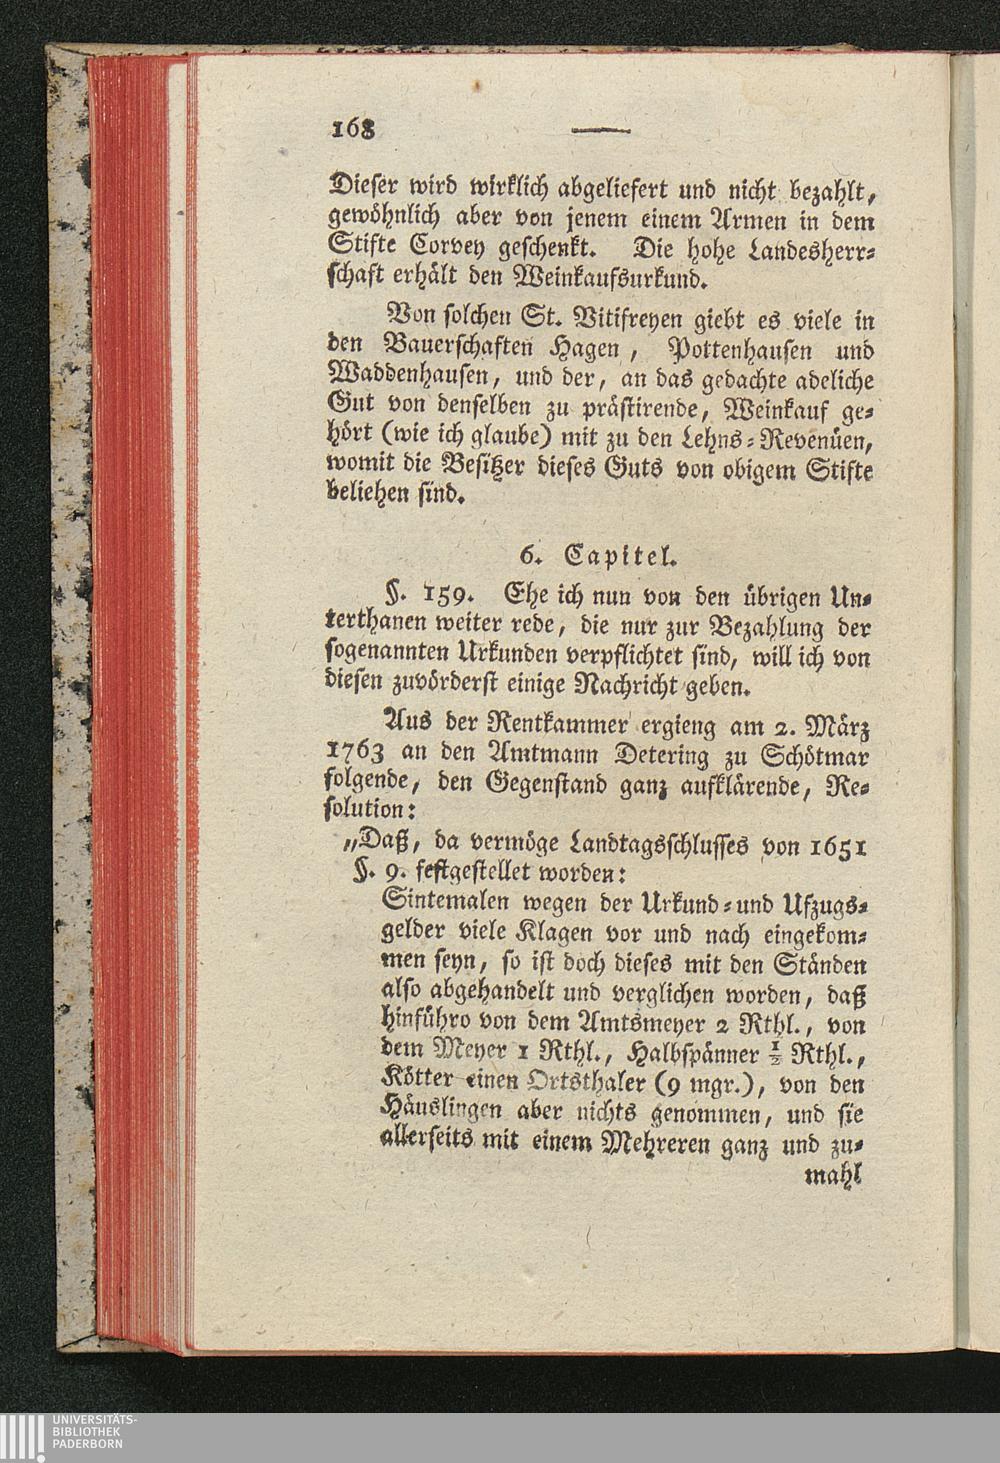 168
Dieser wird wirklich abgeliefert und nicht bezahlt,
gewöhnlich aber von jenem einem Armen in dem
Stifte Corvey geschenkt. Die hohe Landesherr-
schaft erhält den Weinkaufsurkund.
Von solchen St. Vitifreyen giebt es viele in
den Bauerschaften Hagen, Pottenhausen und
Waddenhausen, und der, an das gedachte adeliche
Gut von denselben zu prästirende, Weinkauf ge-
hört (wie ich glaube) mit zu den Lehns-Revenüen,
womit die Besitzer dieses Guts von obigem Stifte
beliehen sind.
6. Capitel.
§. 159. Ehe ich nun von den übrigen Un-
terthanen weiter rede, die nur zur Bezahlung der
sogenannten Urkunden verpflichtet sind, will ich von
diesen zuvörderst einige Nachricht geben.
Aus der Rentkammer ergieng am 2. März
1763 an den Amtmann Detering zu Schötmar
folgende, den Gegenstand ganz aufklärende, Re-
solution:
„Daß, da vermöge Landtagsschlusses von 1651
§. 9. festgestellet worden:
Sintemalen wegen der Urkund- und Ufzugs-
gelder viele Klagen vor und nach eingekom-
men seyn, so ist doch dieses mit den Ständen
also abgehandelt und verglichen worden, daß
hinführo von dem Amtsmeyer 2 Rthl., von
dem Meyer 1 Rthl., Halbspänner ½ Rthl.,
Kötter einen Ortsthaler (9 mgr.), von den
Häuslingen aber nichts genommen, und sie
allerseits mit einem Mehreren ganz und zu-
mahl
UNIVERSITÄTS-
BIBLIOTHEK
PADERBORN